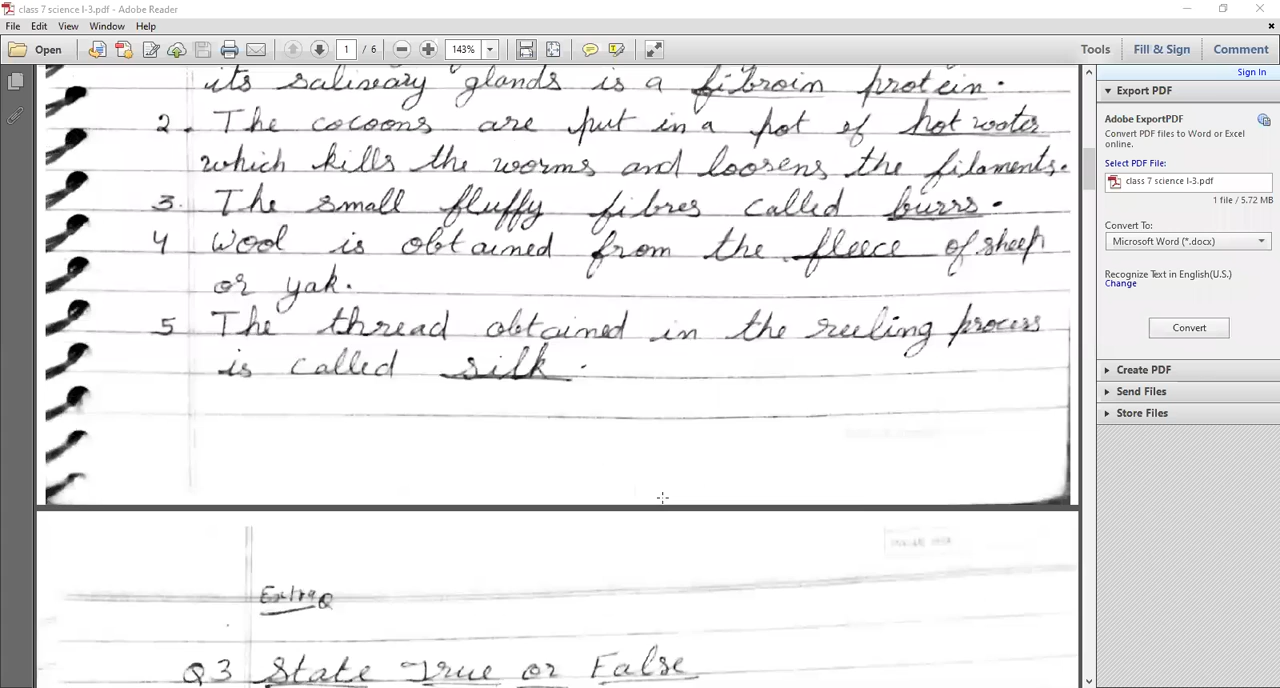 class 7 science l-3.pdf - Adobe Reader
File Edit View Window Help
Open 1 / 6 143% Tools Fill & Sign Comment
Sign In
its salineary glands is a fibroin protein.
2. The cocoons are put in a pot of hot water
which kills the worms and loosens the filaments.
3. The small fluffy fibres called burrs.
4 Wool is obtained from the fleece of sheep
or yak.
5 The thread obtained in the reeling process
is called silk.
Extra Q
Q3 State True or False
Export PDF
Adobe ExportPDF
Convert PDF files to Word or Excel
online.
Select PDF File:
class 7 science l-3.pdf
1 file / 5.72 MB
Convert To:
Microsoft Word (*.docx)
Recognize Text in English(U.S.)
Change
Convert
Create PDF
Send Files
Store Files